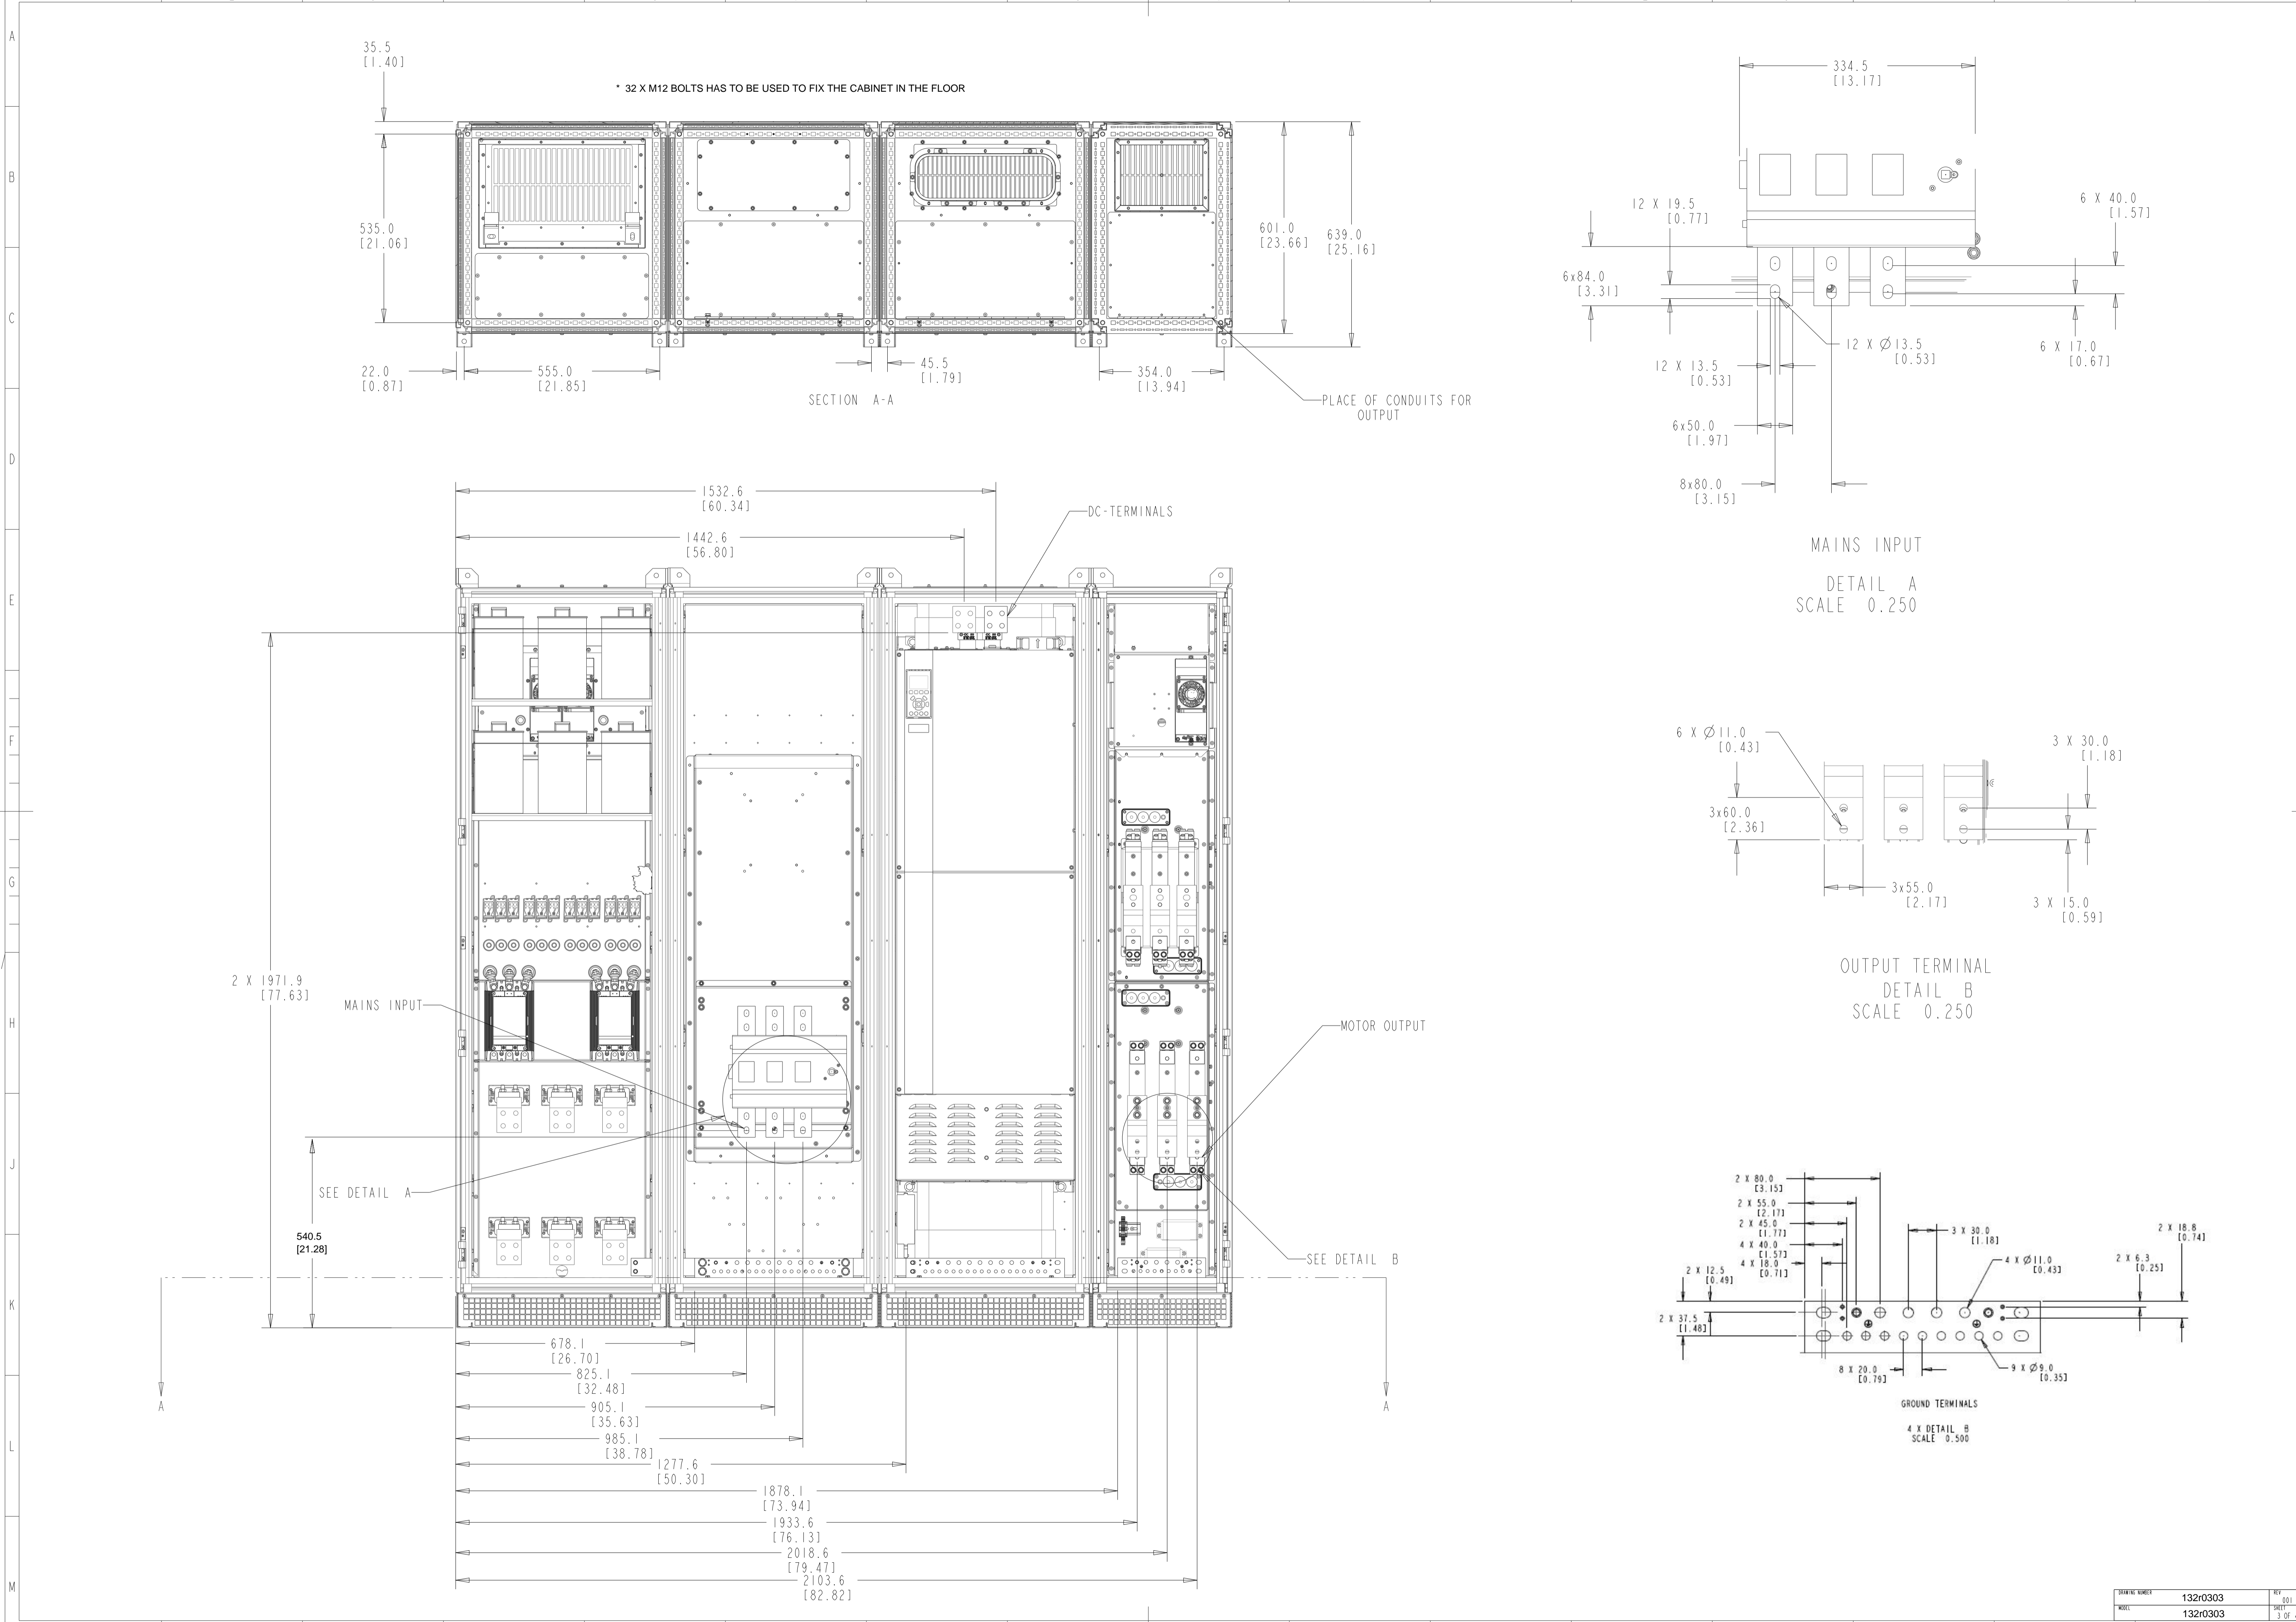 A
B
C
D
E
F
G
H
J
K
L
M
35.5
[1.40]
* 32 X M12 BOLTS HAS TO BE USED TO FIX THE CABINET IN THE FLOOR
535.0
[21.06]
601.0
[23.66]
639.0
[25.16]
22.0
[0.87]
555.0
[21.85]
45.5
[1.79]
354.0
[13.94]
SECTION A-A
PLACE OF CONDUITS FOR
OUTPUT
334.5
[13.17]
12 X 19.5
[0.77]
6 X 40.0
[1.57]
6x84.0
[3.31]
12 X Ø13.5
[0.53]
6 X 17.0
[0.67]
12 X 13.5
[0.53]
6x50.0
[1.97]
8x80.0
[3.15]
MAINS INPUT
DETAIL A
SCALE 0.250
1532.6
[60.34]
DC-TERMINALS
1442.6
[56.80]
2 X 1971.9
[77.63]
MAINS INPUT
MOTOR OUTPUT
SEE DETAIL A
540.5
[21.28]
SEE DETAIL B
A
A
678.1
[26.70]
825.1
[32.48]
905.1
[35.63]
985.1
[38.78]
1277.6
[50.30]
1878.1
[73.94]
1933.6
[76.13]
2018.6
[79.47]
2103.6
[82.82]
6 X Ø11.0
[0.43]
3 X 30.0
[1.18]
3x60.0
[2.36]
3x55.0
[2.17]
3 X 15.0
[0.59]
OUTPUT TERMINAL
DETAIL B
SCALE 0.250
2 X 80.0
[3.15]
2 X 55.0
[2.17]
2 X 45.0
[1.77]
4 X 40.0
[1.57]
4 X 18.0
[0.71]
2 X 12.5
[0.49]
2 X 37.5
[1.48]
3 X 30.0
[1.18]
4 X Ø11.0
[0.43]
2 X 18.8
[0.74]
2 X 6.3
[0.25]
8 X 20.0
[0.79]
9 X Ø9.0
[0.35]
GROUND TERMINALS
4 X DETAIL B
SCALE 0.500
DRAWING NUMBER
132r0303
REV
001
MODEL
132r0303
SHEET
3 OF